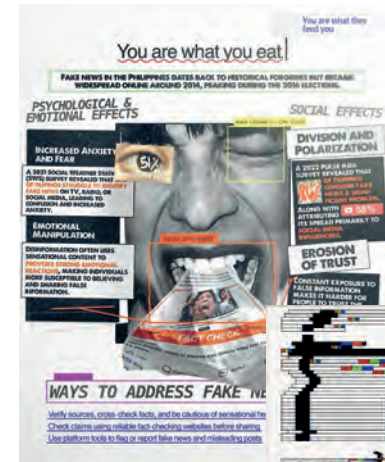 You are what they
feed you
You are what you eat
FAKE NEWS IN THE PHILIPPINES DATES BACK TO HISTORICAL FORGERIES BUT BECAME
WIDESPREAD ONLINE AROUND 2016, PEAKING DURING THE 2016 ELECTIONS.
PSYCHOLOGICAL &
EMOTIONAL EFFECTS
INCREASED ANXIETY
AND FEAR
51%
A 2021 SOCIAL WEATHER STATI
(SWS) SURVEY REVEALED THAT
OF FILIPINOS STRUGGLE TO IDENTIFY
FAKE NEWS ON TV, RADIO, OR
SOCIAL MEDIA, LEADING TO
CONFUSION AND INCREASED
ANXIETY.
EMOTIONAL
MANIPULATION
DISINFORMATION OFTEN USES
SENSATIONAL CONTENT TO
PROVOKE STRONG EMOTIONAL
REACTIONS, MAKING INDIVIDUALS
MORE SUSCEPTIBLE TO BELIEVING
AND SHARING FALSE
INFORMATION.
SOCIAL EFFECTS
DIVISION AND
POLARIZATION
A 2022 PULSE ASIA
SURVEY REVEALED THAT
OF FILIPINOS
CONSIDER FAKE
NEWS A SIGNI-
FICANT PROBLEM,
ALONG WITH 58%
ATTRIBUTING
ITS SPREAD PRIMARILY TO
SOCIAL MEDIA
INFLUENCERS.
EROSION
OF TRUST
CONSTANT EXPOSURE TO
FALSE INFORMATION
MAKES IT HARDER FOR
PEOPLE TO TRUST THE
FACT CHECK
WAYS TO ADDRESS FAKE NE
Verify sources, cross-check facts, and be cautious of sensational he
Check claims using reliable fact-checking websites before sharing
Use platform tools to flag or report fake news and misleading posts